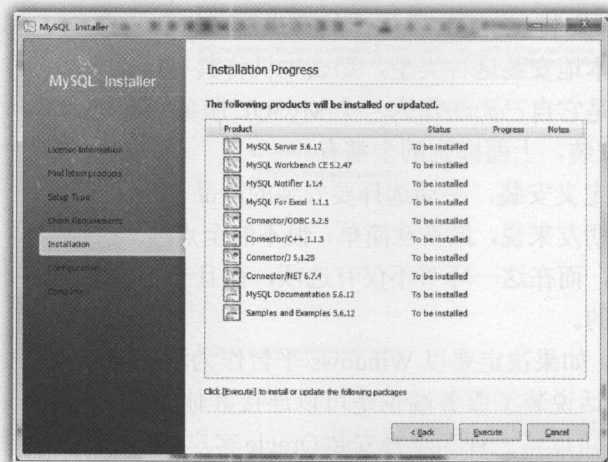 MySQL Installer
MySQL. Installer
License Information
Find latest products
Setup Type
Check Requirements
Installation
Configuration
Complete
Installation Progress
The following products will be installed or updated.
Product Status Progress Notes
MySQL Server 5.6.12 To be installed
MySQL Workbench CE 5.2.47 To be installed
MySQL Notifier 1.1.4 To be installed
MySQL For Excel 1.1.1 To be installed
Connector/ODBC 5.2.5 To be installed
Connector/C++ 1.1.3 To be installed
Connector/J 5.1.25 To be installed
Connector/NET 6.7.4 To be installed
MySQL Documentation 5.6.12 To be installed
Samples and Examples 5.6.12 To be installed
Click [Execute] to install or update the following packages
< Back Execute Cancel